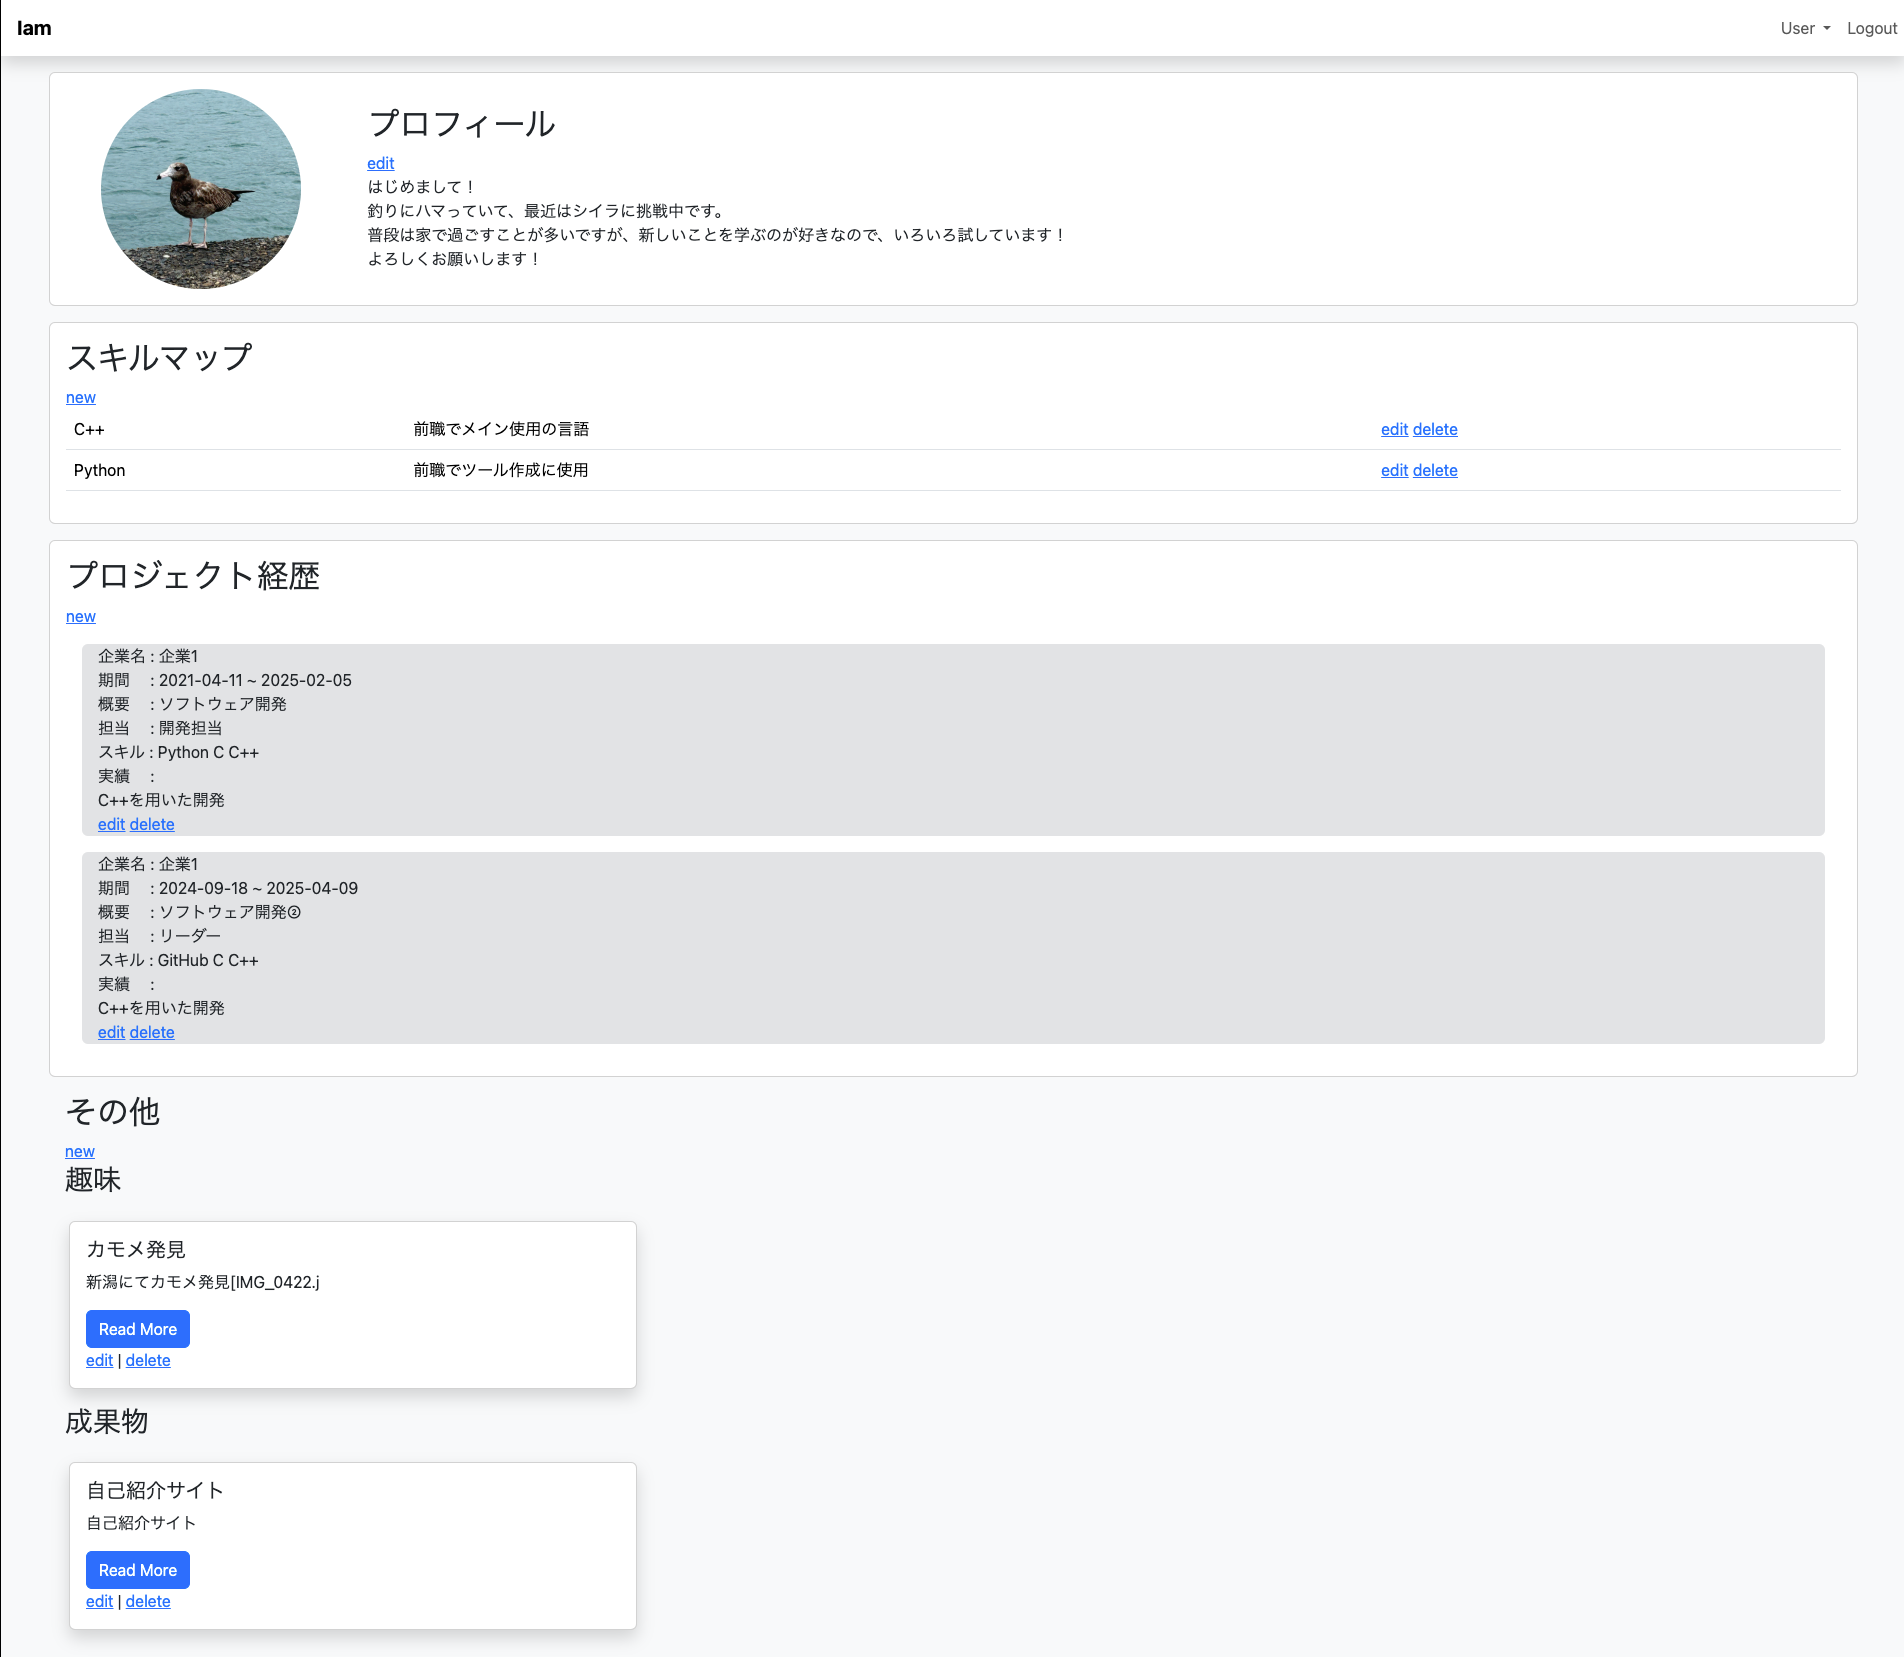 Iam
User Logout
プロフィール
edit
はじめまして！
釣りにハマっていて、最近はシイラに挑戦中です。
普段は家で過ごすことが多いですが、新しいことを学ぶのが好きなので、いろいろ試しています！
よろしくお願いします！
スキルマップ
new
C++ 前職でメイン使用の言語 edit delete
Python 前職でツール作成に使用 edit delete
プロジェクト経歴
new
企業名 : 企業1
期間　 : 2021-04-11 ~ 2025-02-05
概要　 : ソフトウェア開発
担当　 : 開発担当
スキル : Python C C++
実績　 :
C++を用いた開発
edit delete
企業名 : 企業1
期間　 : 2024-09-18 ~ 2025-04-09
概要　 : ソフトウェア開発②
担当　 : リーダー
スキル : GitHub C C++
実績　 :
C++を用いた開発
edit delete
その他
new
趣味
カモメ発見
新潟にてカモメ発見[IMG_0422.j
Read More
edit | delete
成果物
自己紹介サイト
自己紹介サイト
Read More
edit | delete